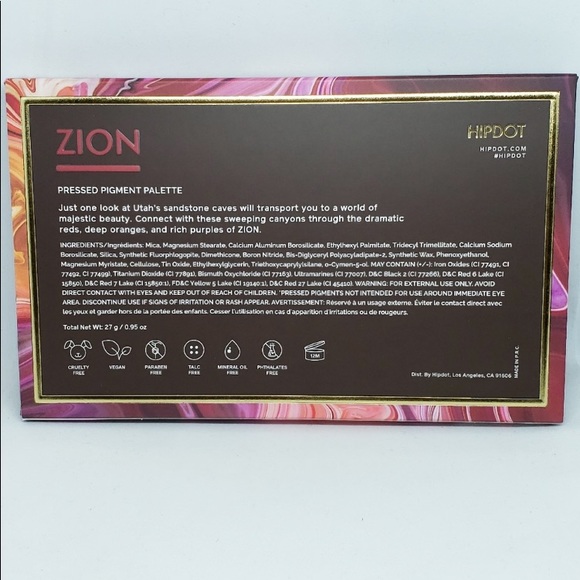 ZION
HIPDOT
HIPDOT.COM
#HIPDOT
PRESSED PIGMENT PALETTE
Just one look at Utah's sandstone caves will transport you to a world of
majestic beauty. Connect with these sweeping canyons through the dramatic
reds, deep oranges, and rich purples of ZION.
INGREDIENTS/Ingrédients: Mica, Magnesium Stearate, Calcium Aluminum Borosilicate, Ethylhexyl Palmitate, Tridecyl Trimellitate, Calcium Sodium
Borosilicate, Silica, Synthetic Fluorphlogopite, Dimethicone, Boron Nitride, Bis-Diglyceryl Polyacyladipate-2, Synthetic Wax, Phenoxyethanol,
Magnesium Myristate, Cellulose, Tin Oxide, Ethylhexylglycerin, Triethoxycaprylylsilane, o-Cymen-5-ol. MAY CONTAIN (+/-): Iron Oxides (CI 77491, CI
77492, CI 77499), Titanium Dioxide (CI 77891), Bismuth Oxychloride (CI 77163), Ultramarines (CI 77007), D&C Black 2 (CI 77266), D&C Red 6 Lake (CI
15850), D&C Red 7 Lake (CI 15850:1), FD&C Yellow 5 Lake (CI 19140:1), D&C Red 27 Lake (CI 45410). WARNING: FOR EXTERNAL USE ONLY. AVOID
DIRECT CONTACT WITH EYES AND KEEP OUT OF REACH OF CHILDREN. *PRESSED PIGMENTS NOT INTENDED FOR USE AROUND IMMEDIATE EYE
AREA. DISCONTINUE USE IF SIGNS OF IRRITATION OR RASH APPEAR. AVERTISSEMENT: Réservé à un usage externe. Éviter le contact direct avec
les yeux et garder hors de la portée des enfants. Cesser l'utilisation en cas d'apparition d'irritations ou de rougeurs.
Total Net Wt: 27 g / 0.95 oz
12M
CRUELTY
FREE
VEGAN
PARABEN
FREE
TALC
FREE
MINERAL OIL
FREE
PHTHALATES
FREE
Dist. By Hipdot, Los Angeles, CA 91606
MADE IN P.R.C.